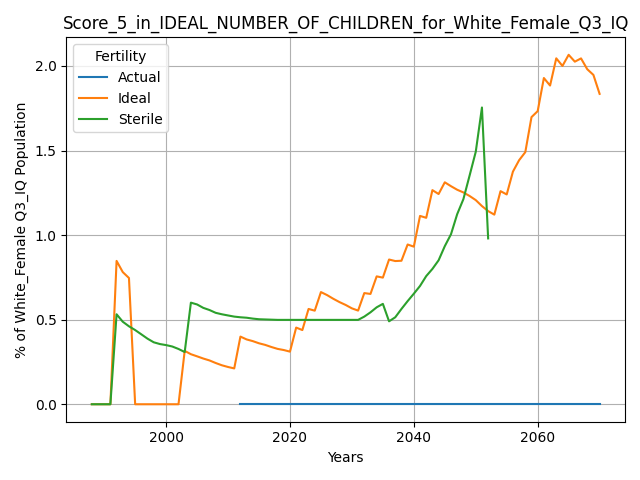 Score_5_in_IDEAL_NUMBER_OF_CHILDREN_for_White_Female_Q3_IQ
Fertility
Actual
Ideal
Sterile
% of White_Female Q3_IQ Population
2.0
1.5
1.0
0.5
0.0
2000
2020
2040
2060
Years